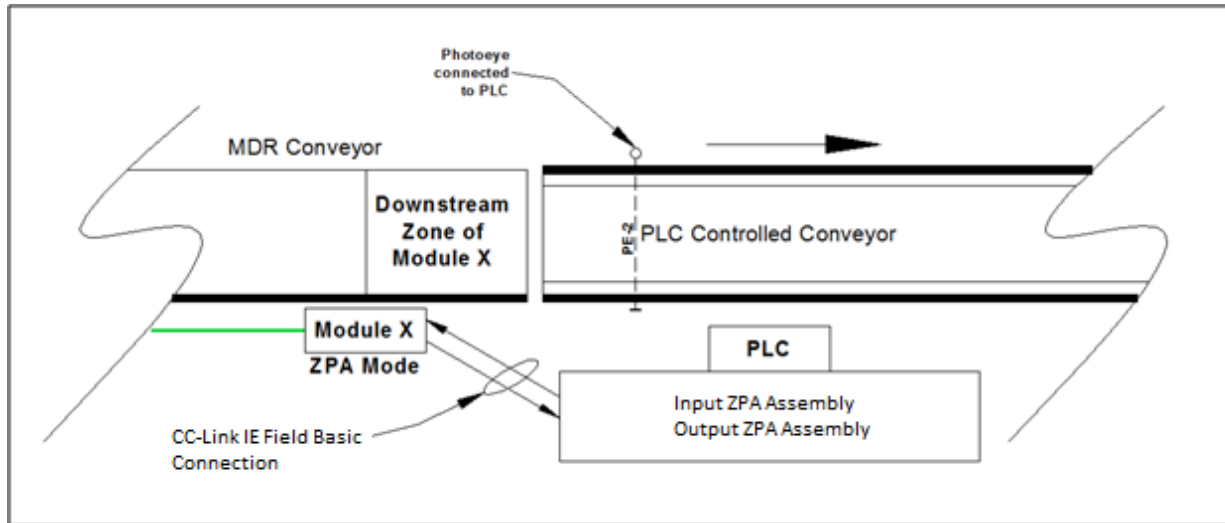 Photoeye
connected
to PLC
MDR Conveyor
Downstream
Zone of
Module X
PE-2
PLC Controlled Conveyor
Module X
ZPA Mode
PLC
CC-Link IE Field Basic
Connection
Input ZPA Assembly
Output ZPA Assembly